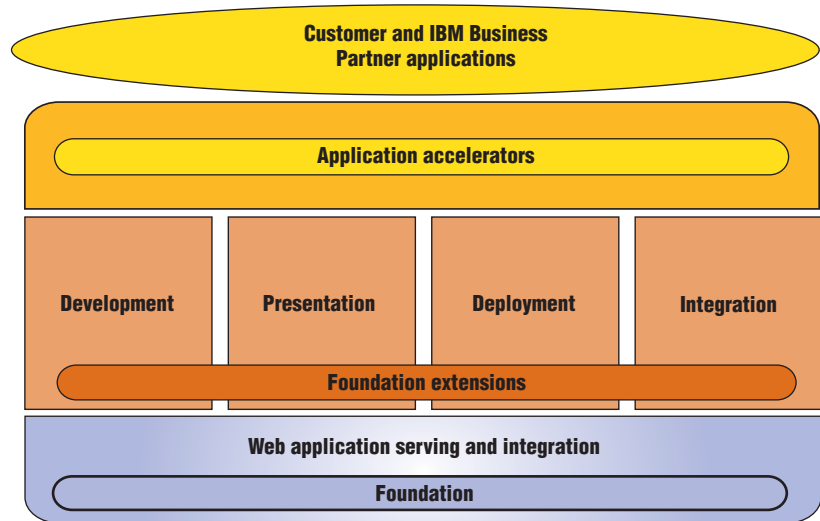 Customer and IBM Business
Partner applications
Application accelerators
Development
Presentation
Deployment
Integration
Foundation extensions
Web application serving and integration
Foundation